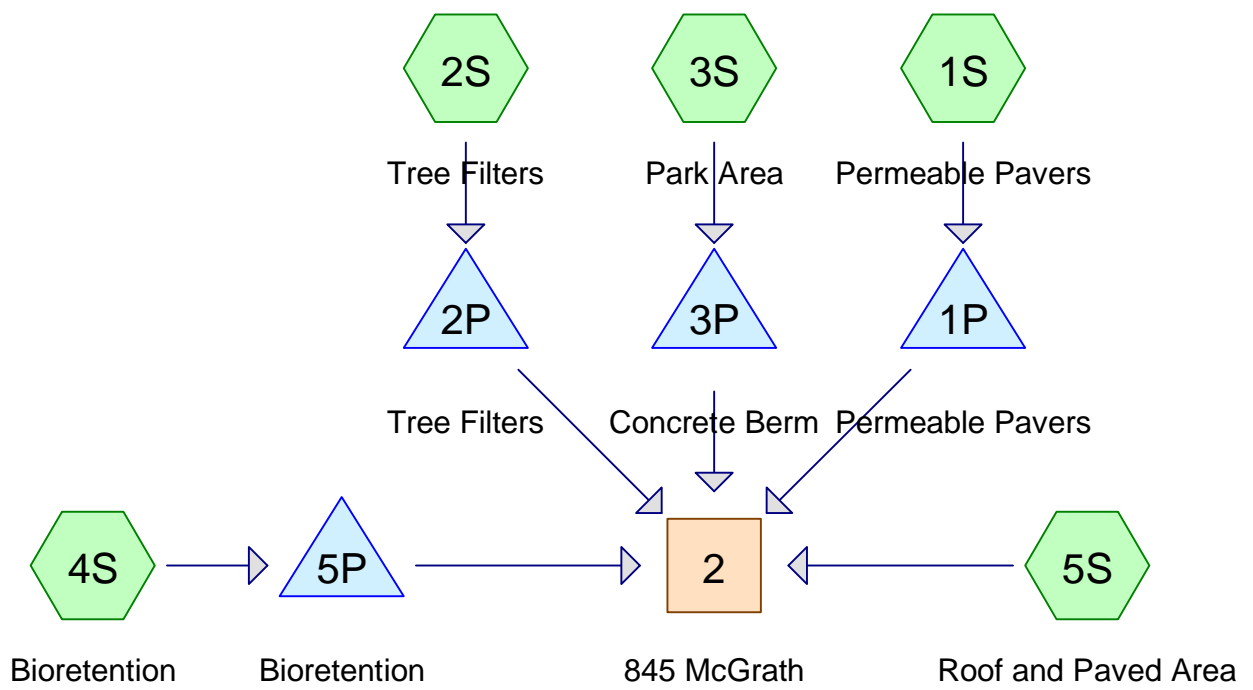 2S
3S
1S
Tree Filters
Park Area
Permeable Pavers
2P
3P
1P
Tree Filters
Concrete Berm
Permeable Pavers
4S
5P
2
5S
Bioretention
Bioretention
845 McGrath
Roof and Paved Area